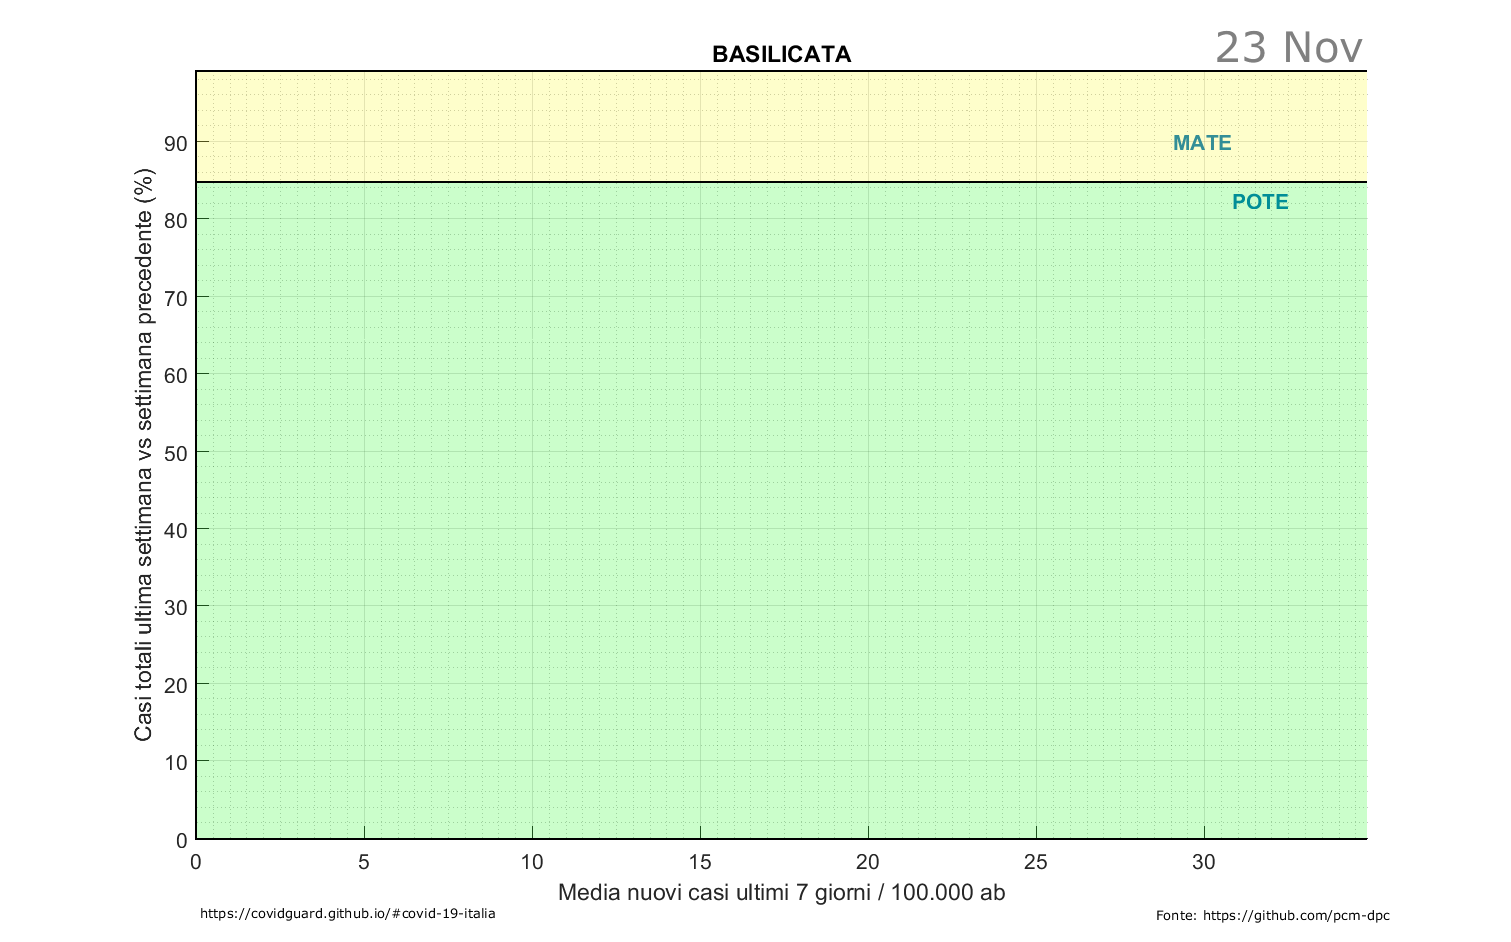 23 Nov
BASILICATA
Casi totali ultima settimana vs settimana precedente (%)
90
80
70
60
50
40
30
20
10
0
MATE
POTE
0 5 10 15 20 25 30
Media nuovi casi ultimi 7 giorni / 100.000 ab
https://covidguard.github.io/#covid-19-italia
Fonte: https://github.com/pcm-dpc